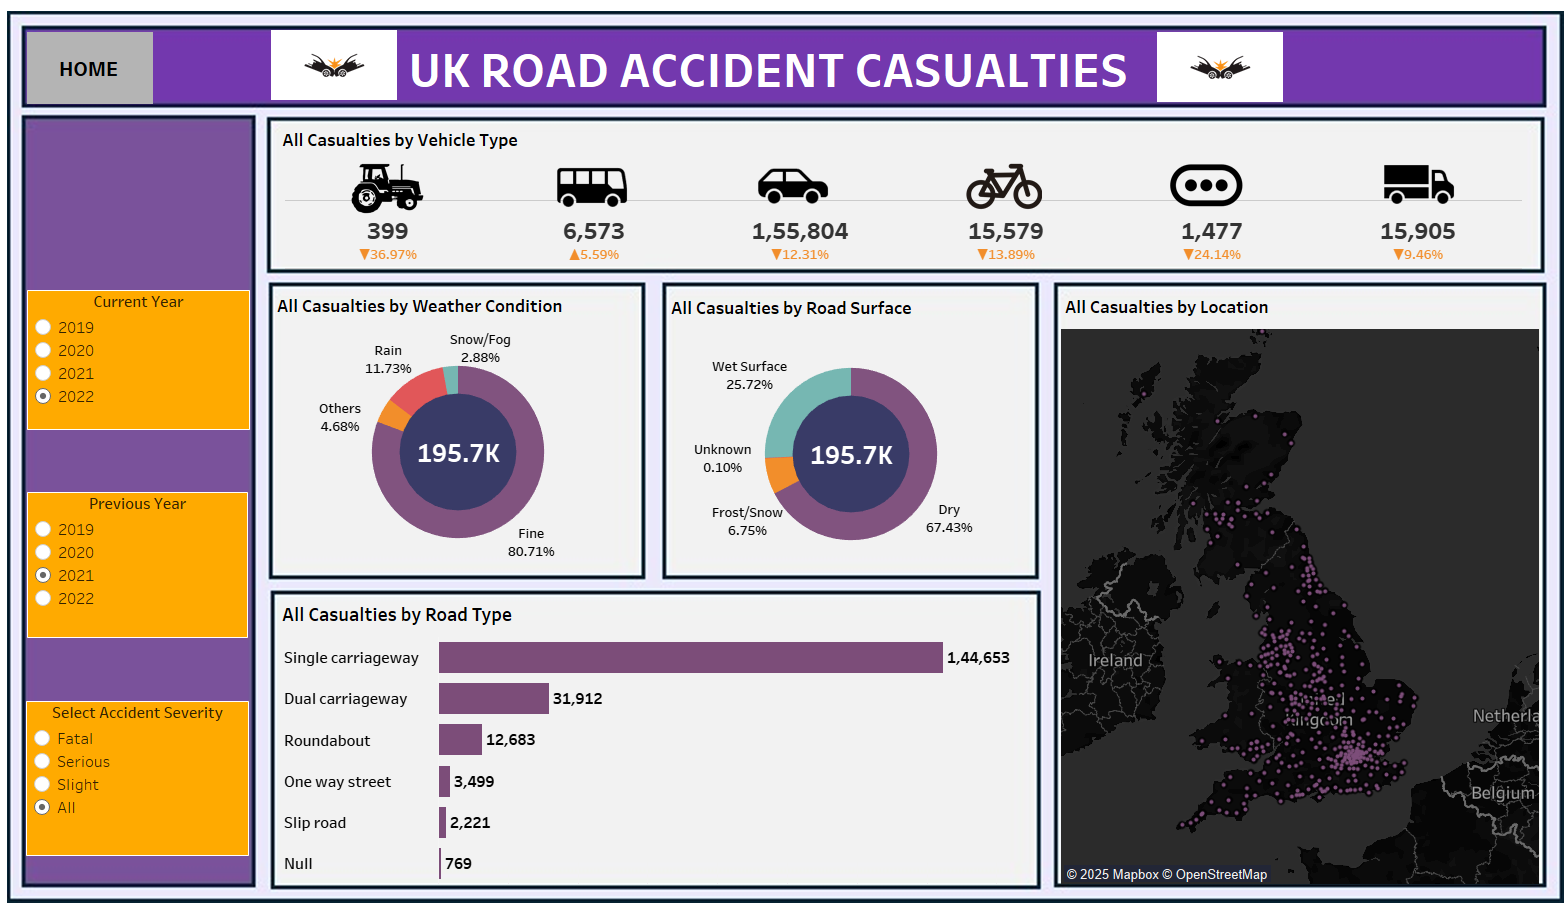 HOME
UK ROAD ACCIDENT CASUALTIES
All Casualties by Vehicle Type
399
▼36.97%
6,573
▲5.59%
1,55,804
▼12.31%
15,579
▼13.89%
1,477
▼24.14%
15,905
▼9.46%
Current Year
2019
2020
2021
2022
Previous Year
2019
2020
2021
2022
Select Accident Severity
Fatal
Serious
Slight
All
All Casualties by Weather Condition
Snow/Fog
2.88%
Rain
11.73%
Others
4.68%
195.7K
Fine
80.71%
All Casualties by Road Surface
Wet Surface
25.72%
Unknown
0.10%
195.7K
Frost/Snow
6.75%
Dry
67.43%
All Casualties by Road Type
Single carriageway 1,44,653
Dual carriageway 31,912
Roundabout 12,683
One way street 3,499
Slip road 2,221
Null 769
All Casualties by Location
Ireland
Kingdom
Netherla
Belgium
© 2025 Mapbox © OpenStreetMap